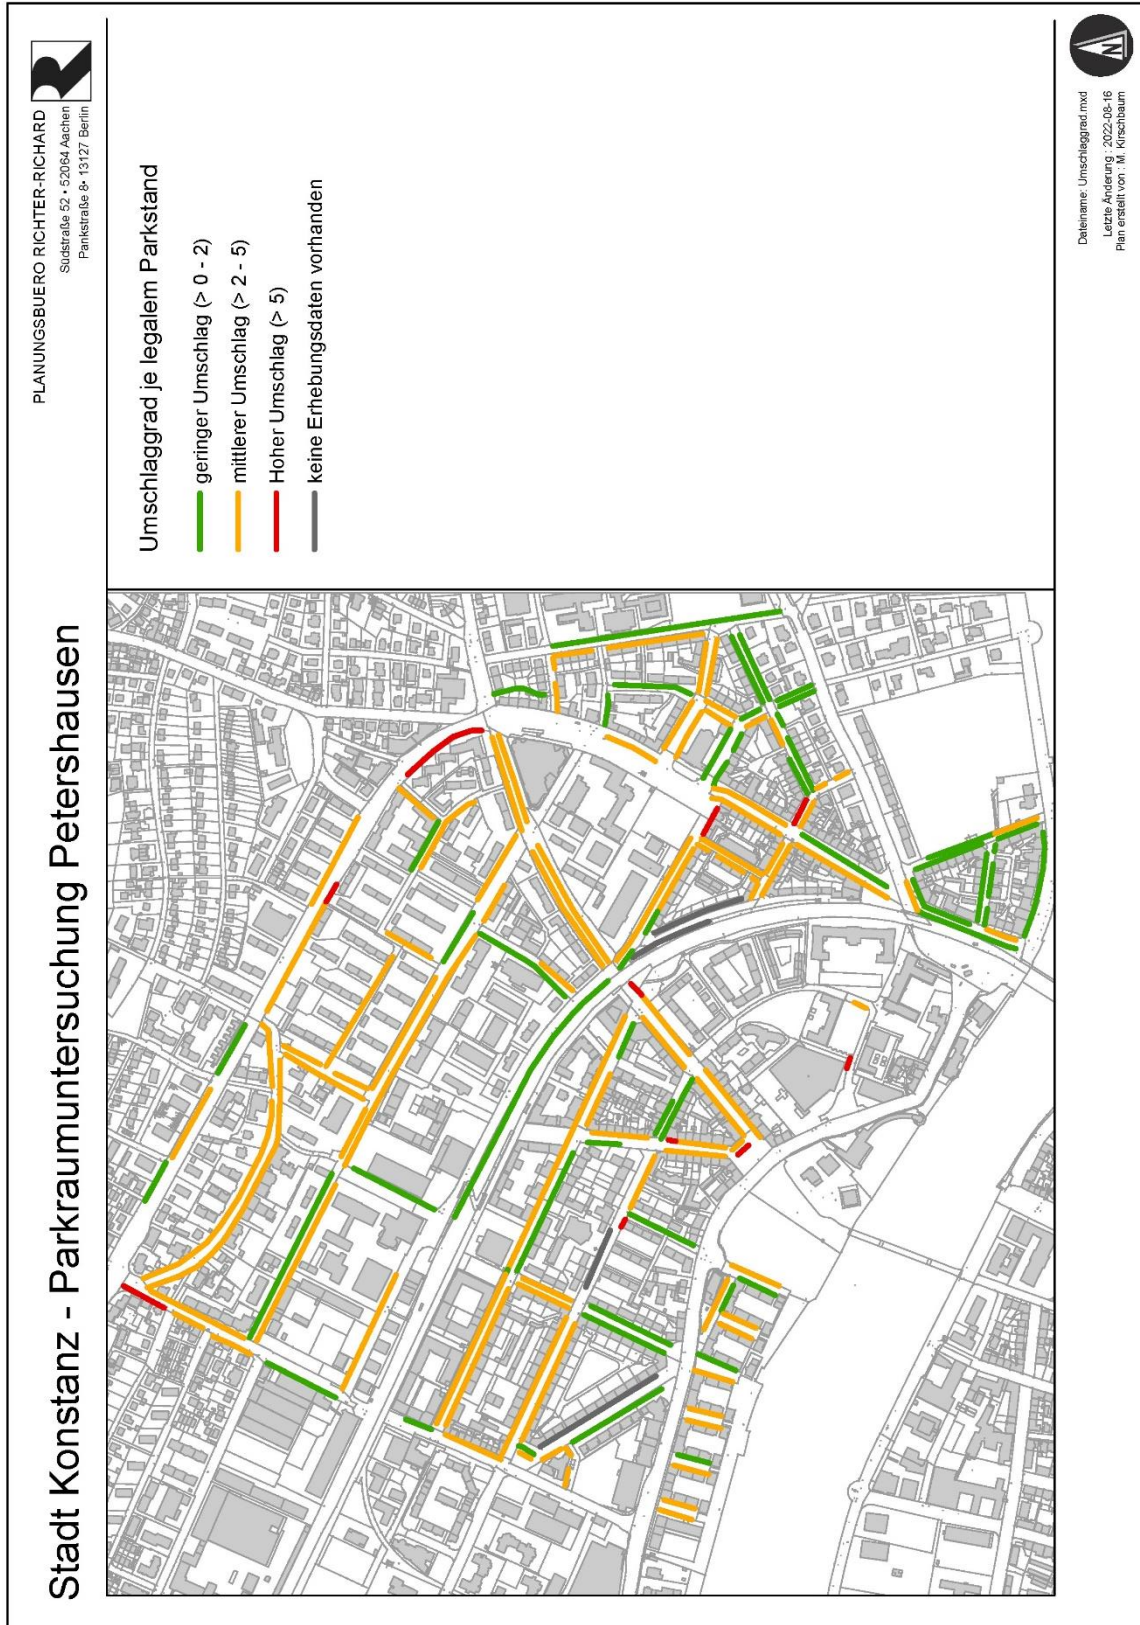 Stadt Konstanz - Parkraumuntersuchung Petershausen
PLANUNGSBUERO RICHTER-RICHARD
Südstraße 52 • 52064 Aachen
Pankstraße 8• 13127 Berlin
Umschlaggrad je legalem Parkstand
geringer Umschlag (> 0 - 2)
mittlerer Umschlag (> 2 - 5)
Hoher Umschlag (> 5)
keine Erhebungsdaten vorhanden
N
Dateiname: Umschlaggrad.mxd
Letzte Änderung : 2022-08-16
Plan erstellt von : M. Kirschbaum